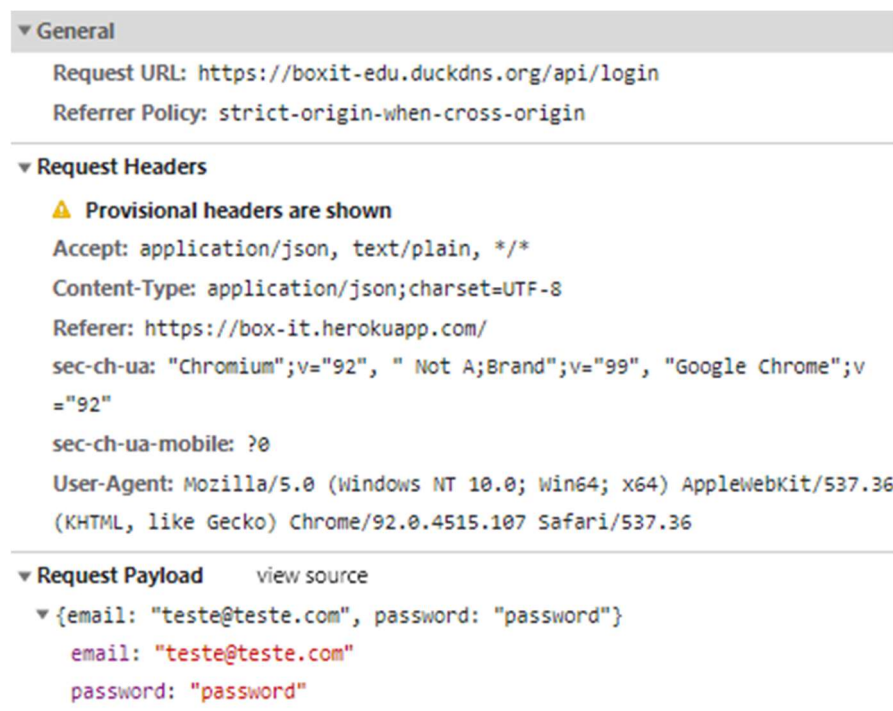 General
Request URL: https://boxit-edu.duckdns.org/api/login
Referrer Policy: strict-origin-when-cross-origin
Request Headers
Provisional headers are shown
Accept: application/json, text/plain, */*
Content-Type: application/json;charset=UTF-8
Referer: https://box-it.herokuapp.com/
sec-ch-ua: "Chromium";v="92", " Not A;Brand";v="99", "Google Chrome";v
="92"
sec-ch-ua-mobile: ?0
User-Agent: Mozilla/5.0 (Windows NT 10.0; Win64; x64) AppleWebKit/537.36
(KHTML, like Gecko) Chrome/92.0.4515.107 Safari/537.36
Request Payload view source
{email: "teste@teste.com", password: "password"}
email: "teste@teste.com"
password: "password"